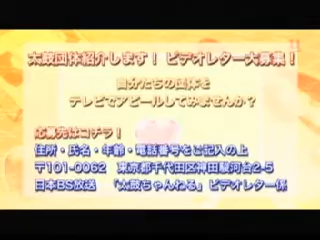 太鼓団体紹介します！ ビデオレター大募集！
自分たちの団体を
テレビでアピールしてみませんか？
応募先はコチラ！
住所・氏名・年齢・電話番号をご記入の上
〒101-0062 東京都千代田区神田駿河台2-5
日本BS放送 「太鼓ちゃんねる」ビデオレター係